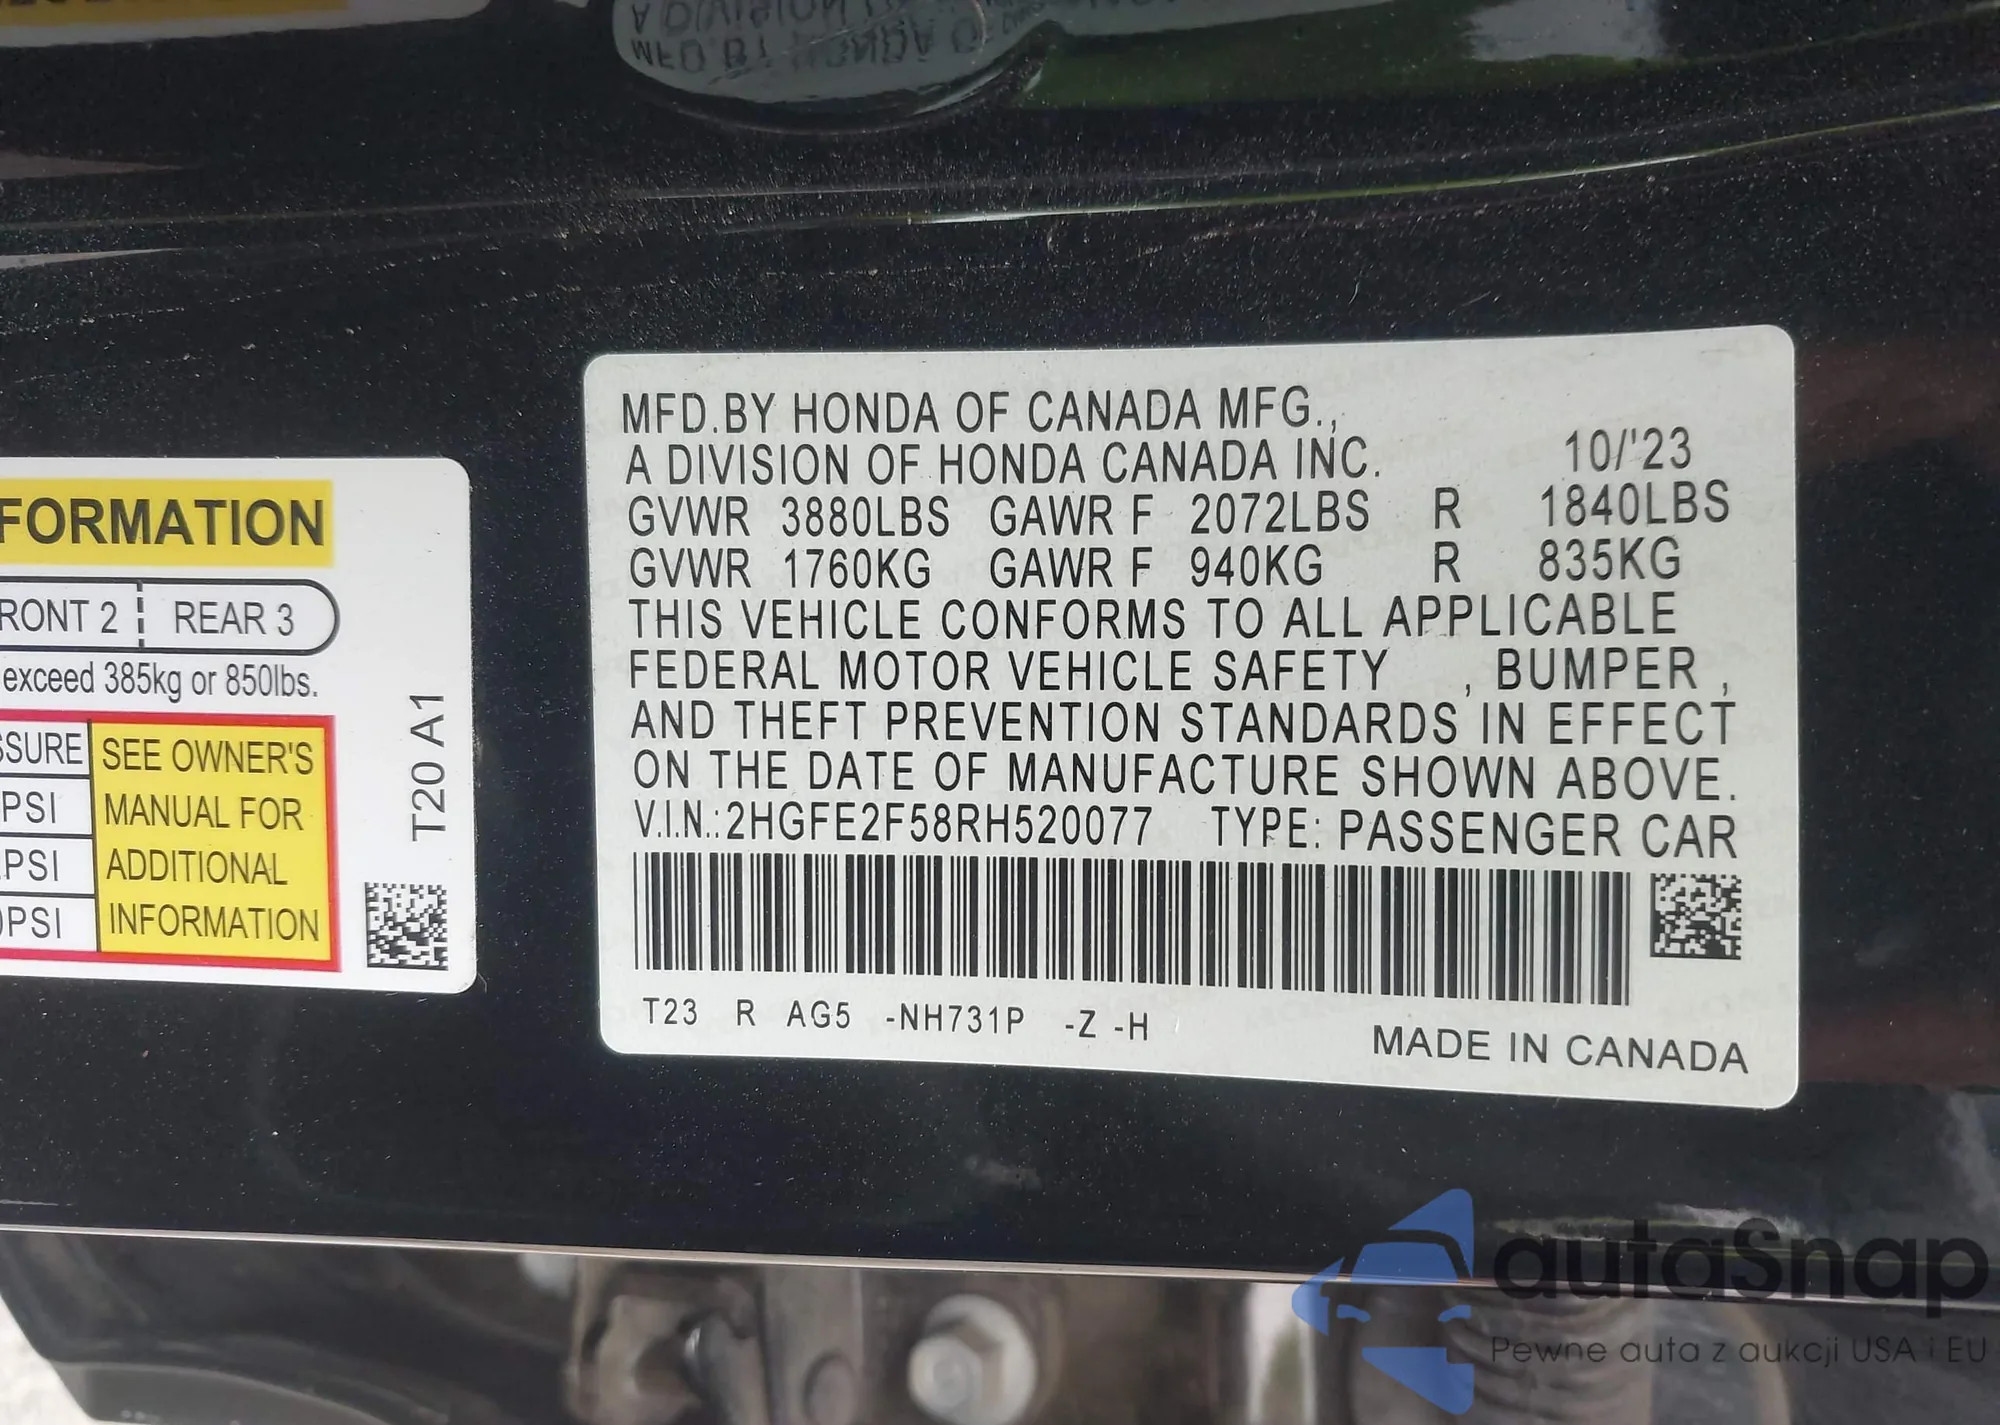 MFD.BY HONDA OF CANADA MFG.,
A DIVISION OF HONDA CANADA INC. 10/'23
GVWR 3880LBS GAWR F 2072LBS R 1840LBS
GVWR 1760KG GAWR F 940KG R 835KG
THIS VEHICLE CONFORMS TO ALL APPLICABLE
FEDERAL MOTOR VEHICLE SAFETY , BUMPER ,
AND THEFT PREVENTION STANDARDS IN EFFECT
ON THE DATE OF MANUFACTURE SHOWN ABOVE.
V.I.N.:2HGFE2F58RH520077 TYPE: PASSENGER CAR
T23 R AG5 -NH731P -Z -H
MADE IN CANADA
FORMATION
RONT 2 REAR 3
exceed 385kg or 850lbs.
SSURE
PSI
PSI
PSI
SEE OWNER'S
MANUAL FOR
ADDITIONAL
INFORMATION
T20 A1
autaSnap
Pewne auta z aukcji USA i EU